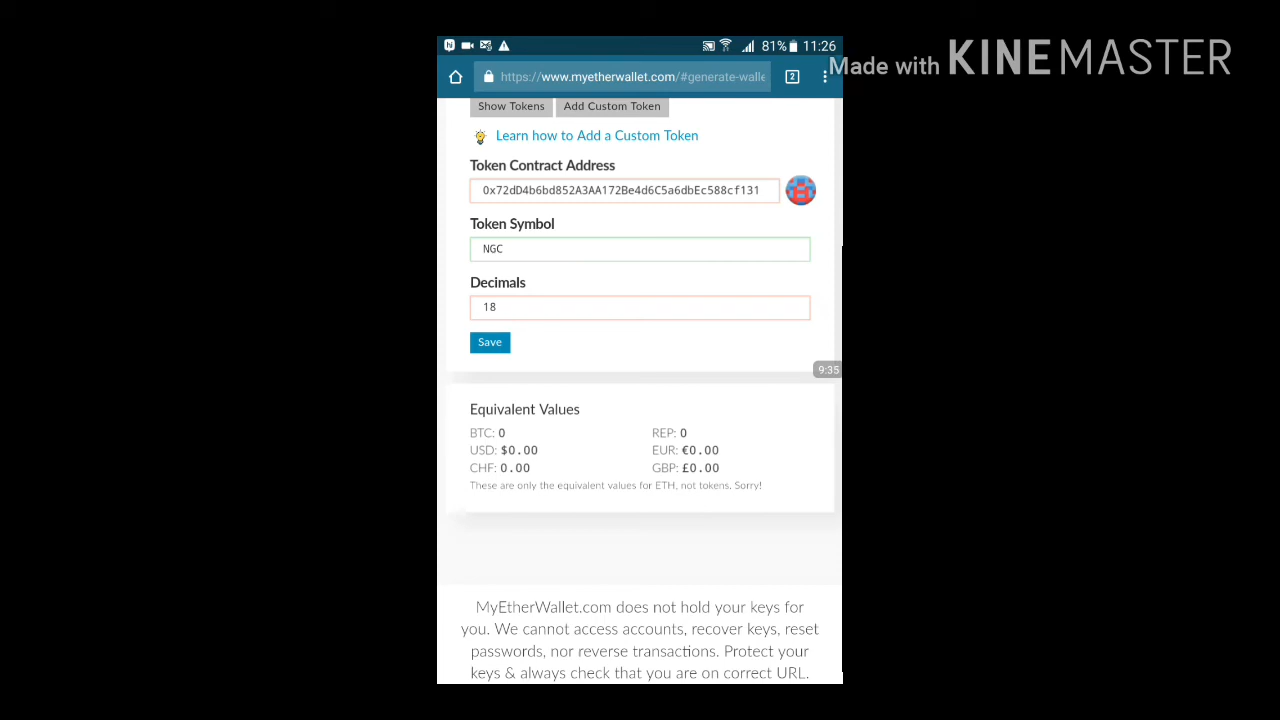 81% 11:26
Made with KINEMASTER
https://www.myetherwallet.com/#generate-walle
2
Show Tokens Add Custom Token
Learn how to Add a Custom Token
Token Contract Address
0x72dD4b6bd852A3AA172Be4d6C5a6dbEc588cf131
Token Symbol
NGC
Decimals
18
Save
9:35
Equivalent Values
BTC: 0 REP: 0
USD: $0.00 EUR: €0.00
CHF: 0.00 GBP: £0.00
These are only the equivalent values for ETH, not tokens. Sorry!
MyEtherWallet.com does not hold your keys for
you. We cannot access accounts, recover keys, reset
passwords, nor reverse transactions. Protect your
keys & always check that you are on correct URL.